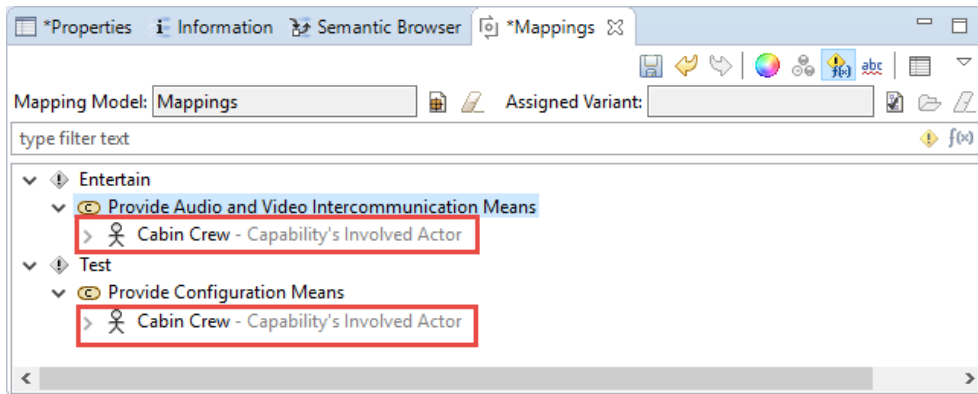 *Properties Information Semantic Browser *Mappings
abc
Mapping Model: Mappings Assigned Variant:
type filter text f(x)
Entertain
Provide Audio and Video Intercommunication Means
Cabin Crew - Capability's Involved Actor
Test
Provide Configuration Means
Cabin Crew - Capability's Involved Actor